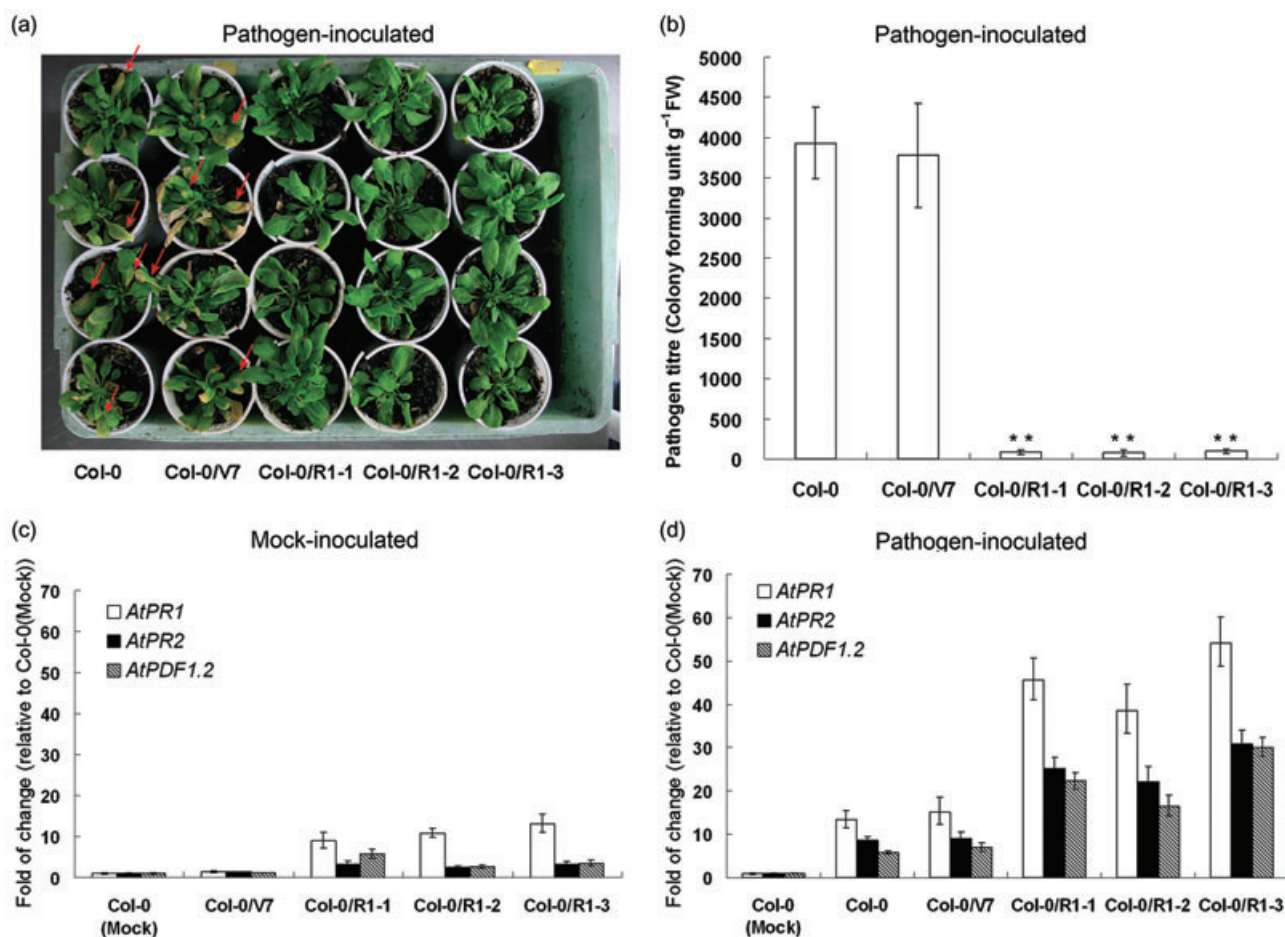 (a)
Pathogen-inoculated
Col-0 Col-0/V7 Col-0/R1-1 Col-0/R1-2 Col-0/R1-3
(b)
Pathogen-inoculated
Pathogen titre (Colony forming unit g⁻¹FW)
5000
4500
4000
3500
3000
2500
2000
1500
1000
500
0
** ** **
Col-0 Col-0/V7 Col-0/R1-1 Col-0/R1-2 Col-0/R1-3
(c)
Mock-inoculated
Fold of change (relative to Col-0(Mock))
70
60
50
40
30
20
10
0
AtPR1
AtPR2
AtPDF1.2
Col-0 Col-0/V7 Col-0/R1-1 Col-0/R1-2 Col-0/R1-3
(Mock)
(d)
Pathogen-inoculated
Fold of change (relative to Col-0(Mock))
70
60
50
40
30
20
10
0
AtPR1
AtPR2
AtPDF1.2
Col-0 Col-0 Col-0/V7 Col-0/R1-1 Col-0/R1-2 Col-0/R1-3
(Mock)